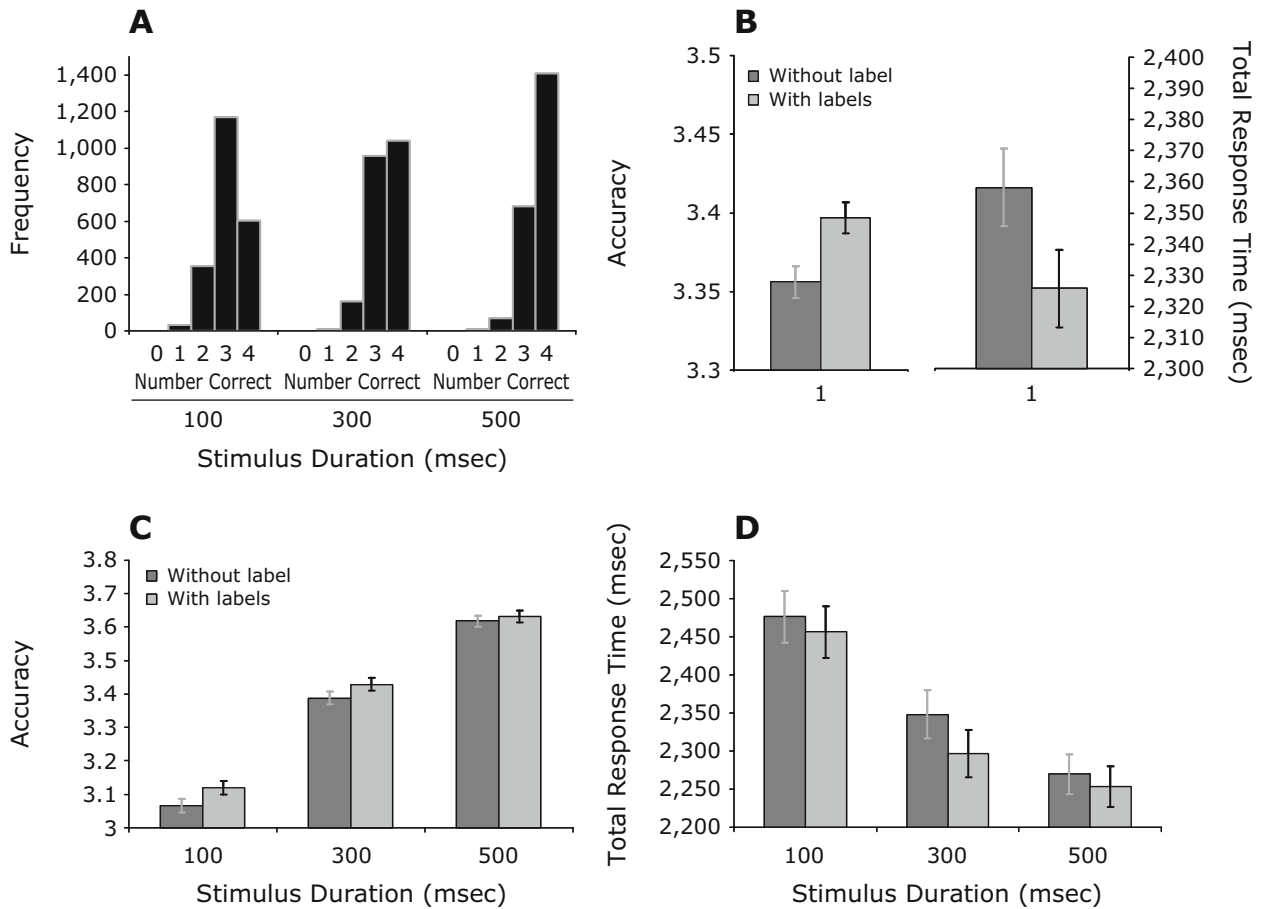 A
Frequency
1,400
1,200
1,000
800
600
400
200
0
0 1 2 3 4 0 1 2 3 4 0 1 2 3 4
Number Correct Number Correct Number Correct
100 300 500
Stimulus Duration (msec)
B
Accuracy
3.5
3.45
3.4
3.35
3.3
Without label
With labels
1 1
2,400
2,390
2,380
2,370
2,360
2,350
2,340
2,330
2,320
2,310
2,300
Total Response Time (msec)
C
Accuracy
3.8
3.7
3.6
3.5
3.4
3.3
3.2
3.1
3
Without label
With labels
100 300 500
Stimulus Duration (msec)
D
Total Response Time (msec)
2,550
2,500
2,450
2,400
2,350
2,300
2,250
2,200
100 300 500
Stimulus Duration (msec)